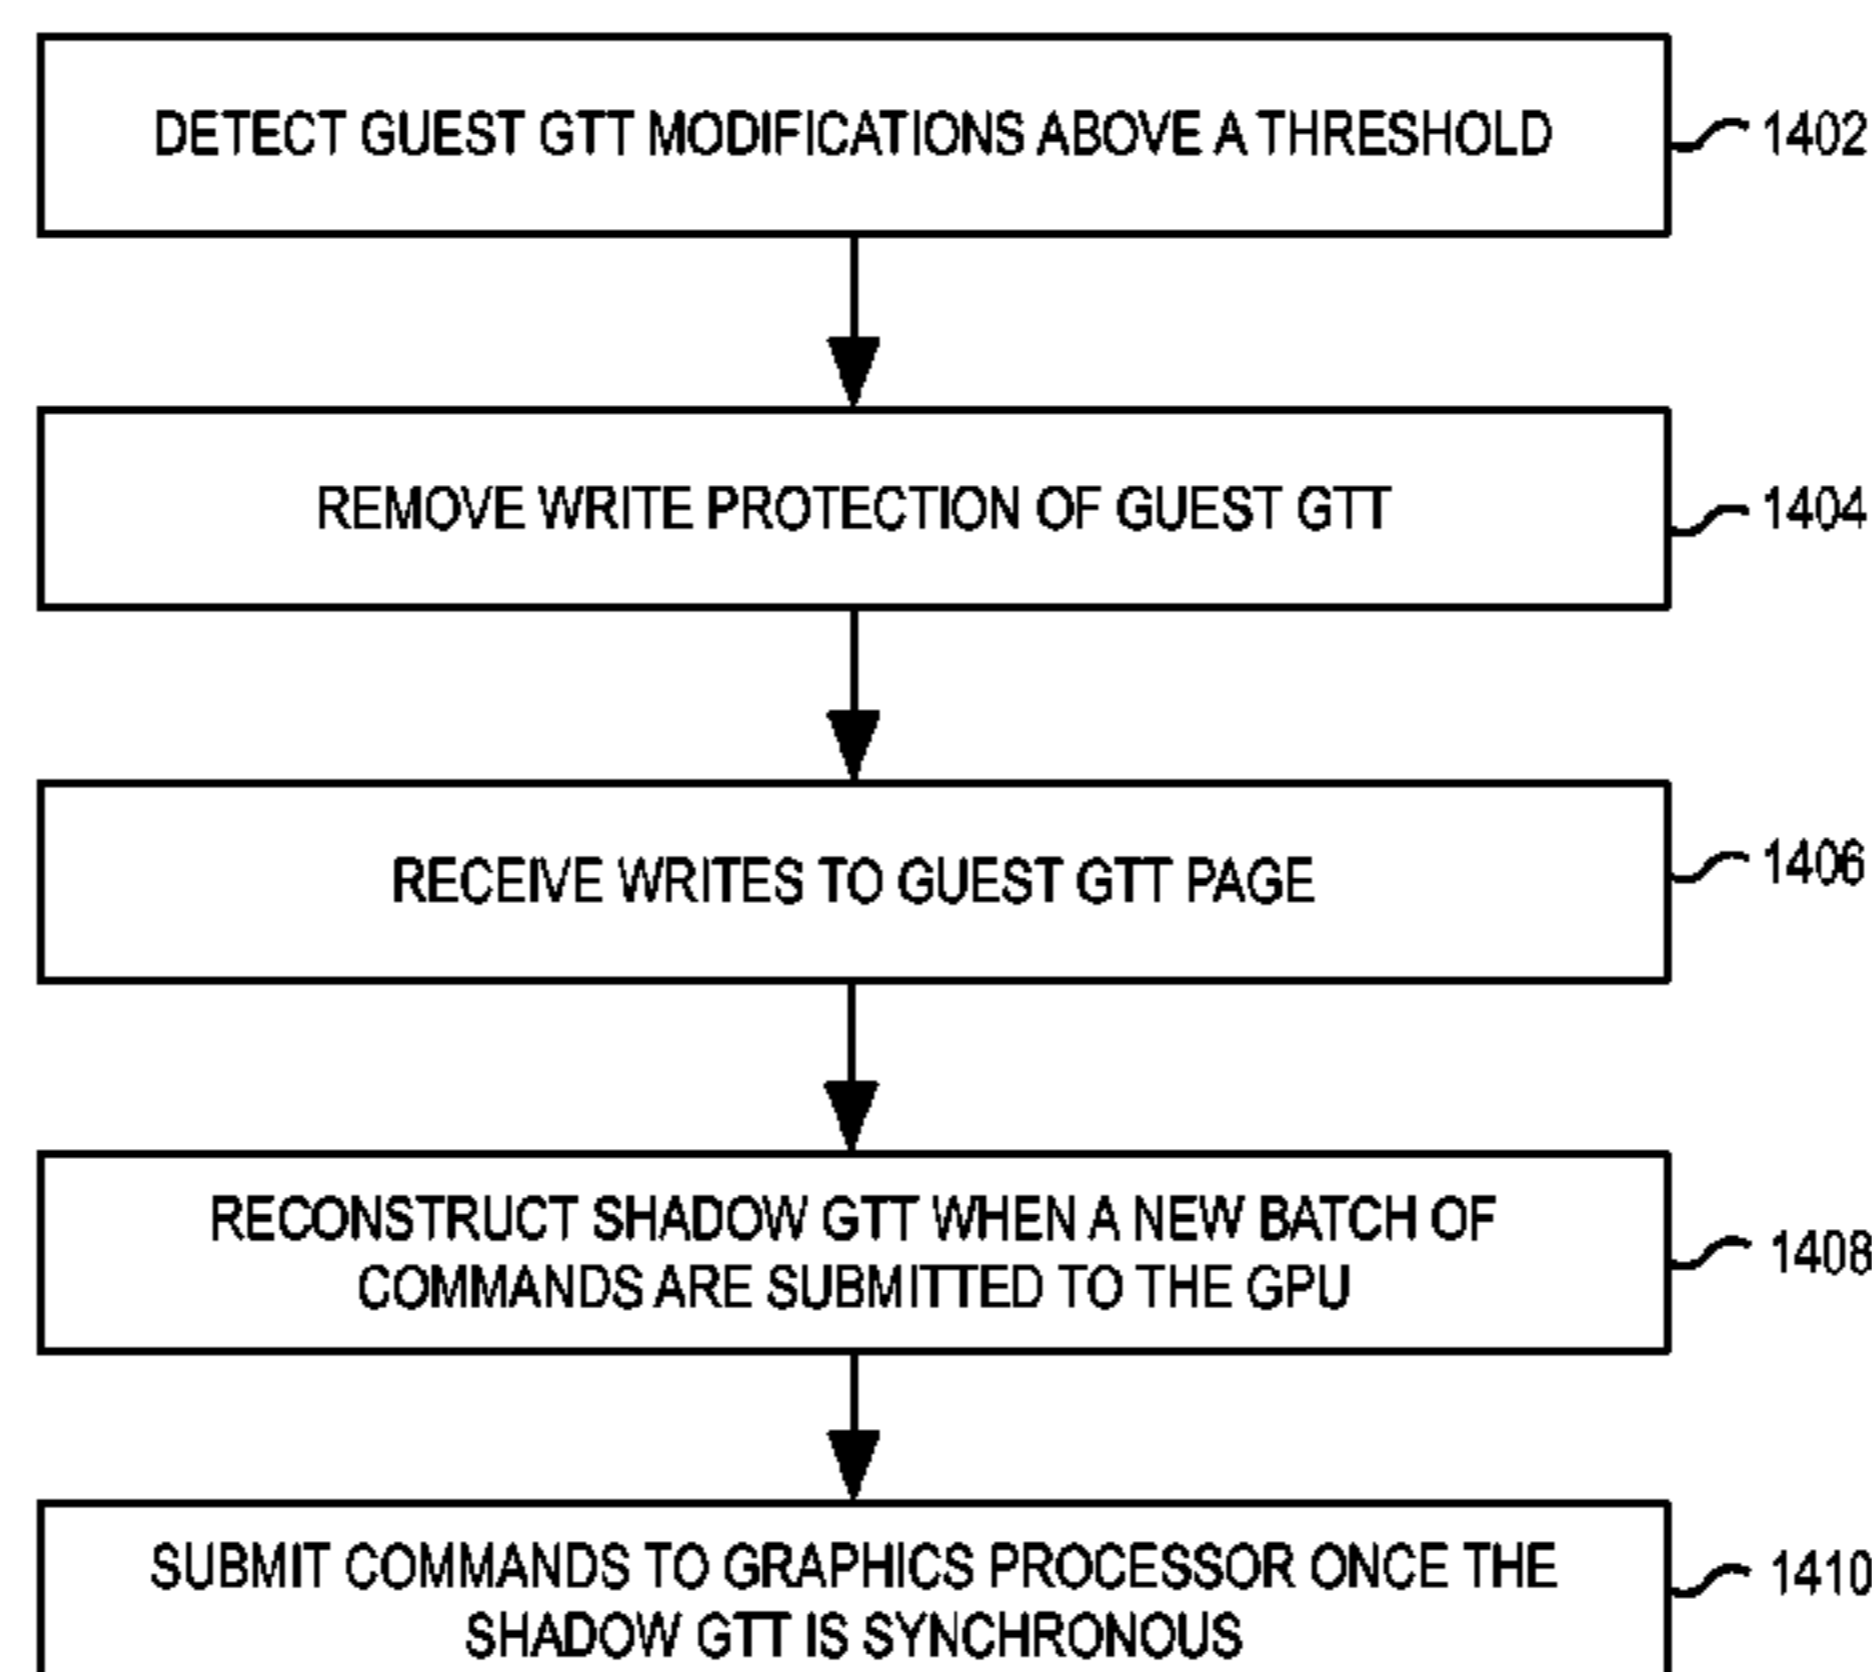 DETECT GUEST GTT MODIFICATIONS ABOVE A THRESHOLD
1402
REMOVE WRITE PROTECTION OF GUEST GTT
1404
RECEIVE WRITES TO GUEST GTT PAGE
1406
RECONSTRUCT SHADOW GTT WHEN A NEW BATCH OF
COMMANDS ARE SUBMITTED TO THE GPU
1408
SUBMIT COMMANDS TO GRAPHICS PROCESSOR ONCE THE
SHADOW GTT IS SYNCHRONOUS
1410